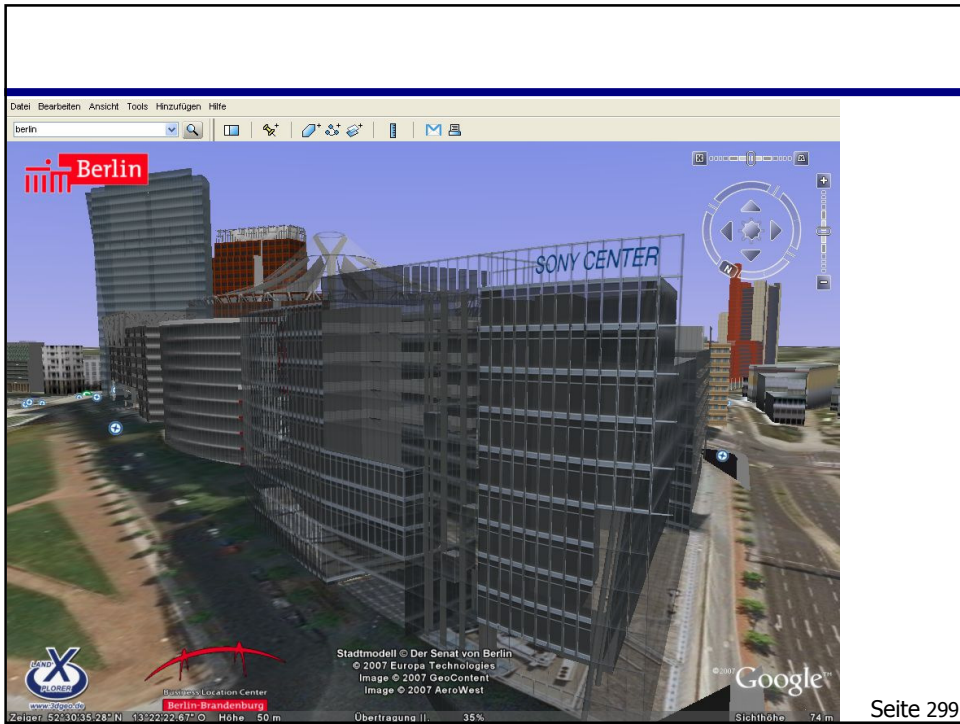 Datei Bearbeiten Ansicht Tools Hinzufügen Hilfe
berlin
Berlin
SONY CENTER
N
Stadtmodell © Der Senat von Berlin
© 2007 Europa Technologies
Image © 2007 GeoContent
Image © 2007 AeroWest
LAND
XPLORER
www.3dgeo.de
Business Location Center
Berlin-Brandenburg
© 2007 Google™
Zeiger 52°30'35.28" N 13°22'22.67" O Höhe 50 m Übertragung 35% Sichthöhe 74 m
Seite 299